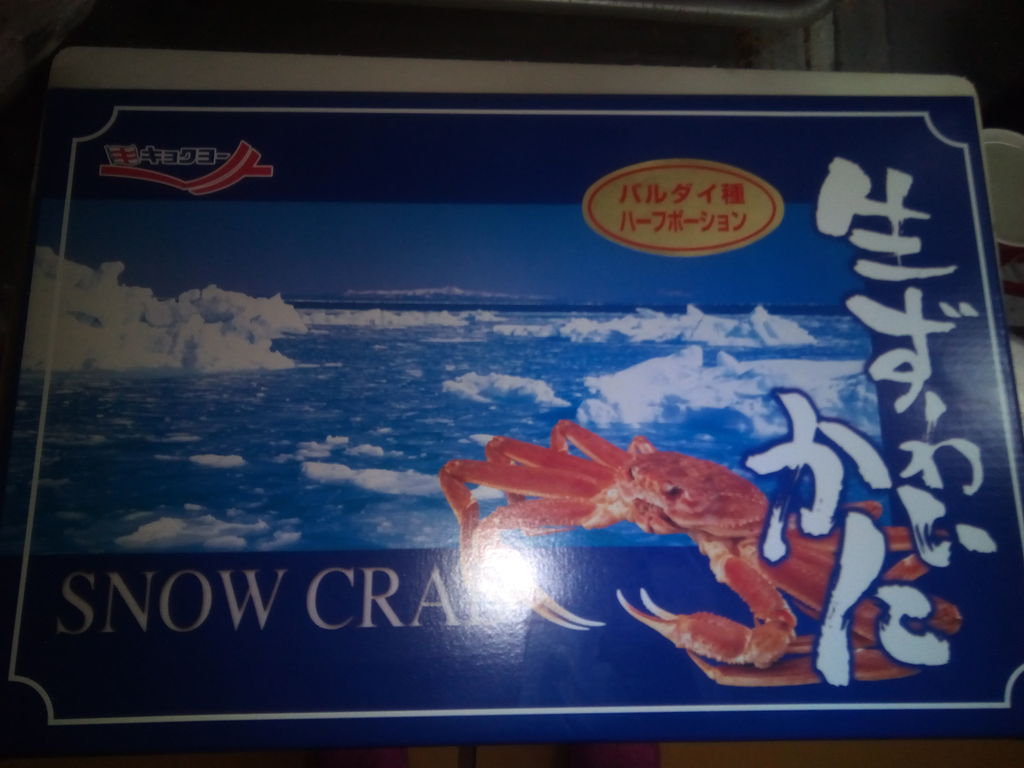 キョクヨー
バルダイ種
ハーフポーション
生ずわい
かに
SNOW CRA